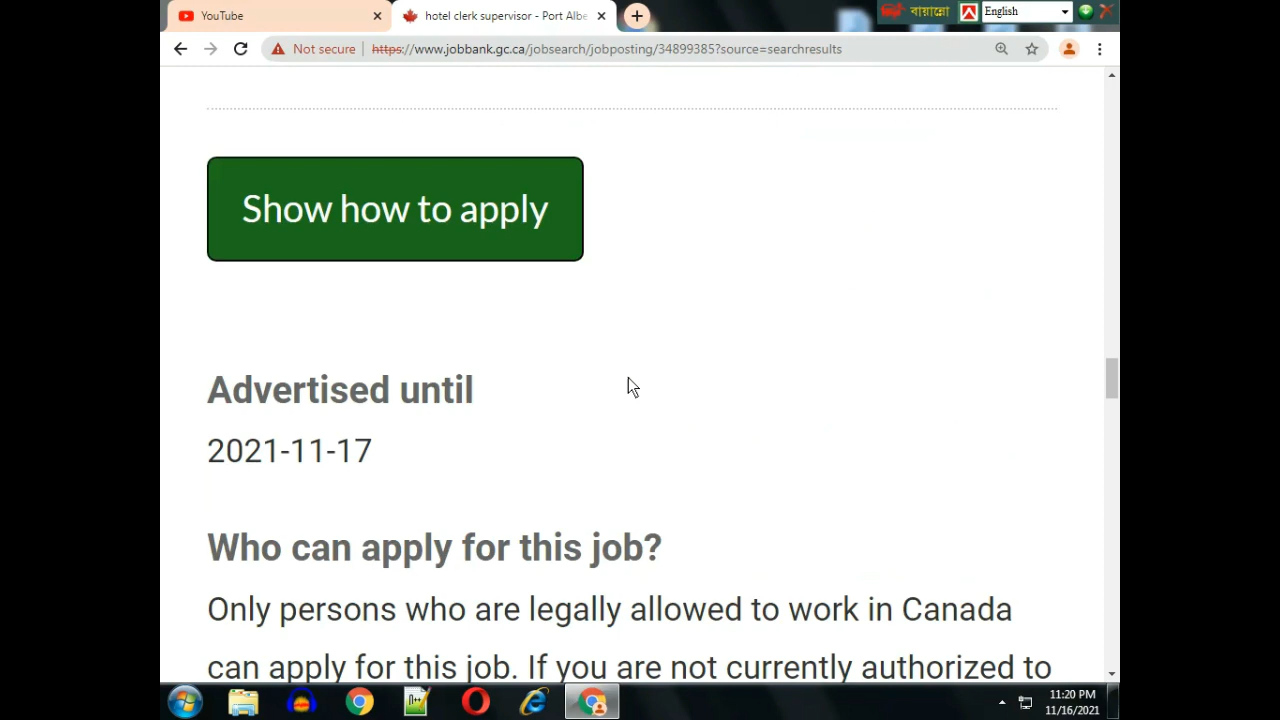 YouTube
hotel clerk supervisor - Port Albe
বায়ান্নো
English
Not secure
https://www.jobbank.gc.ca/jobsearch/jobposting/34899385?source=searchresults
Show how to apply
Advertised until
2021-11-17
Who can apply for this job?
Only persons who are legally allowed to work in Canada
can apply for this job. If you are not currently authorized to
11:20 PM
11/16/2021